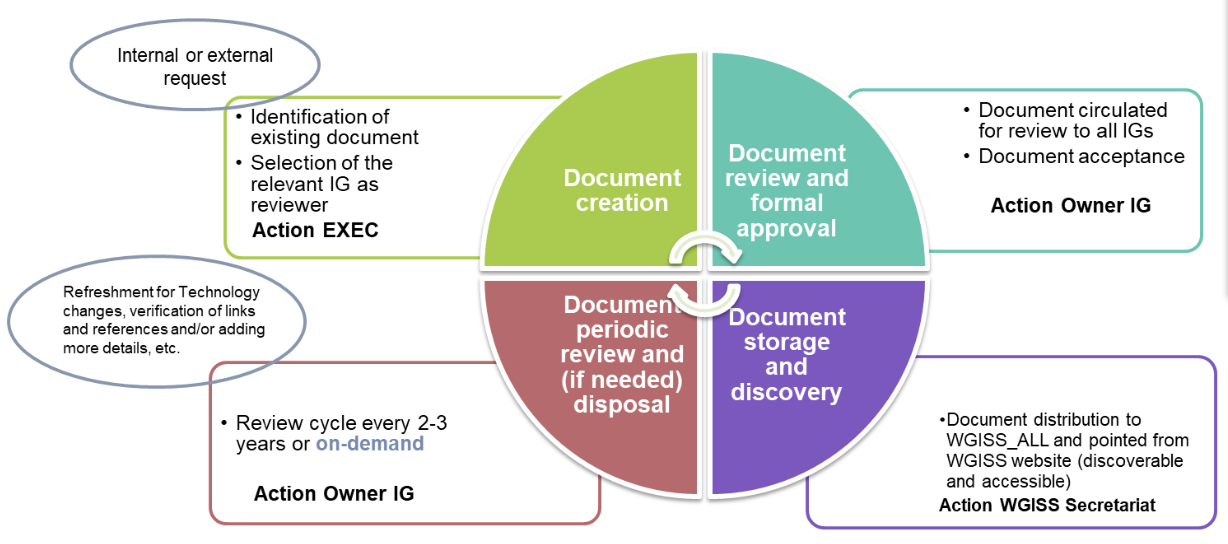 Internal or external
request
• Identification of
existing document
• Selection of the
relevant IG as
reviewer
Action EXEC
Document
creation
Document
review and
formal
approval
• Document circulated
for review to all IGs
• Document acceptance
Action Owner IG
Refreshment for Technology
changes, verification of links
and references and/or adding
more details, etc.
• Review cycle every 2-3
years or on-demand
Action Owner IG
Document
periodic
review and
(if needed)
disposal
Document
storage
and
discovery
•Document distribution to
WGISS_ALL and pointed from
WGISS website (discoverable
and accessible)
Action WGISS Secretariat